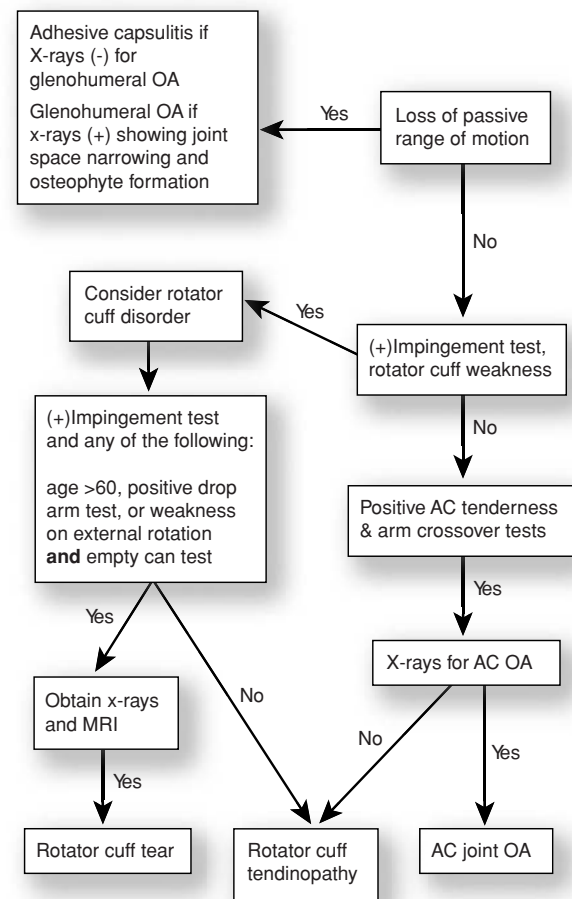 Adhesive capsulitis if
X-rays (-) for
glenohumeral OA
Glenohumeral OA if
x-rays (+) showing joint
space narrowing and
osteophyte formation
Yes
Loss of passive
range of motion
No
Consider rotator
cuff disorder
Yes
(+)Impingement test,
rotator cuff weakness
No
(+)Impingement test
and any of the following:
age >60, positive drop
arm test, or weakness
on external rotation
and empty can test
Positive AC tenderness
& arm crossover tests
Yes
Yes
X-rays for AC OA
Obtain x-rays
and MRI
No
No
Yes
Yes
Rotator cuff tear
Rotator cuff
tendinopathy
AC joint OA